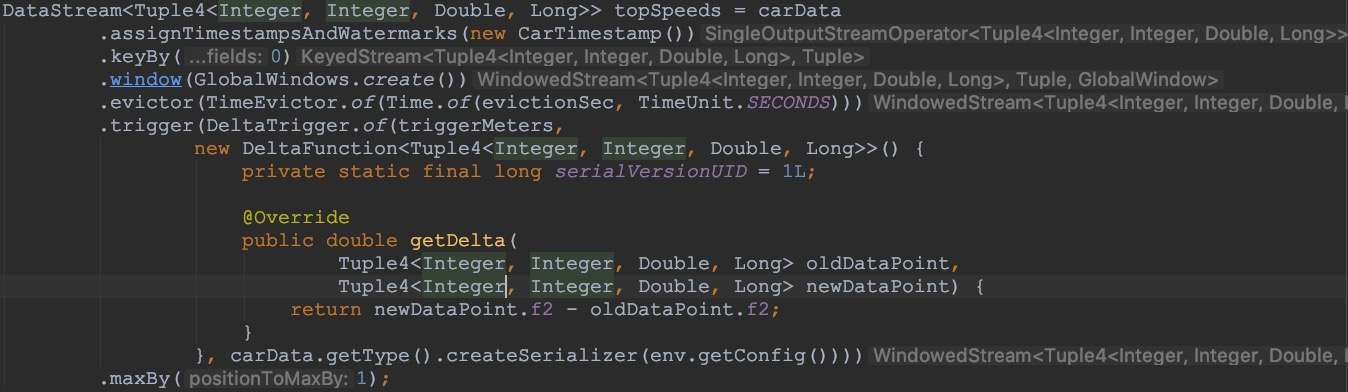 DataStream<Tuple4<Integer, Integer, Double, Long>> topSpeeds = carData
.assignTimestampsAndWatermarks(new CarTimestamp()) SingleOutputStreamOperator<Tuple4<Integer, Integer, Double, Long>>
.keyBy( ...fields: 0) KeyedStream<Tuple4<Integer, Integer, Double, Long>, Tuple>
.window(GlobalWindows.create()) WindowedStream<Tuple4<Integer, Integer, Double, Long>, Tuple, GlobalWindow>
.evictor(TimeEvictor.of(Time.of(evictionSec, TimeUnit.SECONDS))) WindowedStream<Tuple4<Integer, Integer, Double,
.trigger(DeltaTrigger.of(triggerMeters,
new DeltaFunction<Tuple4<Integer, Integer, Double, Long>>() {
private static final long serialVersionUID = 1L;
@Override
public double getDelta(
Tuple4<Integer, Integer, Double, Long> oldDataPoint,
Tuple4<Integer, Integer, Double, Long> newDataPoint) {
return newDataPoint.f2 - oldDataPoint.f2;
}
}, carData.getType().createSerializer(env.getConfig()))) WindowedStream<Tuple4<Integer, Integer, Double,
.maxBy( positionToMaxBy: 1);